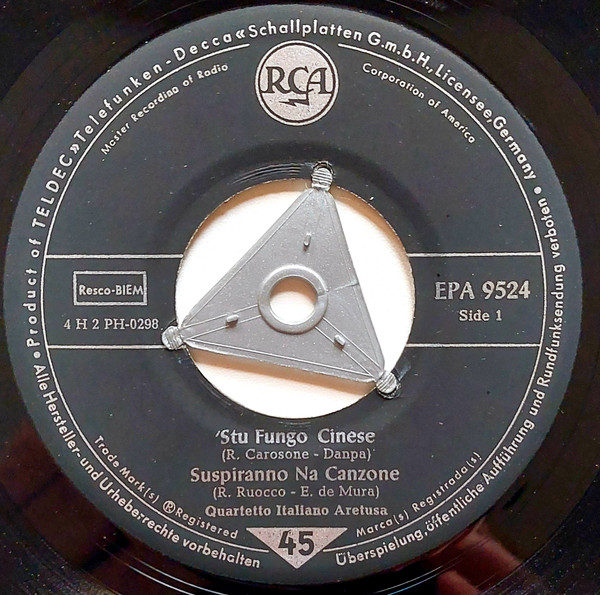 • Product of TELDEC »Telefunken - Decca« Schallplatten G.m.b.H., Licensee, Germany •
Master Recording of Radio Corporation of America
RCA
Resco-BIEM
4 H 2 PH-0298
EPA 9524
Side 1
'Stu Fungo Cinese
(R. Carosone - Danpa)
Suspiranno Na Canzone
(R. Ruocco - E. de Mura)
Quartetto Italiano Aretusa
45
Trade Mark(s) ® Registered
Marca(s) Registrada(s)
Alle Hersteller- und Urheberrechte vorbehalten
Überspielung, öffentliche Aufführung und Rundfunksendung verboten